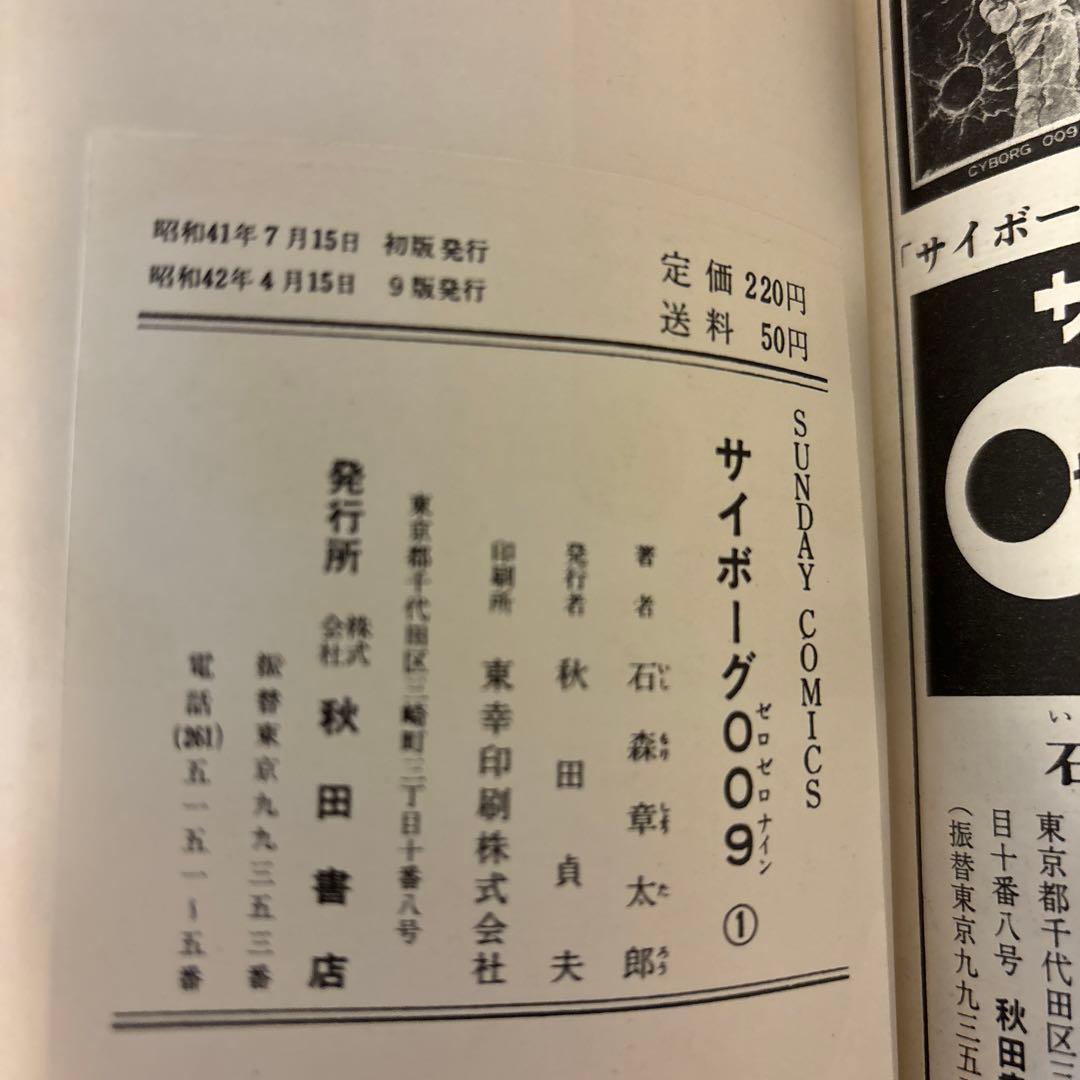 昭和41年7月15日 初版発行
昭和42年4月15日 9版発行
定価 220円
送料 50円
SUNDAY COMICS
サイボーグ009 ①
ゼロゼロナイン
著者 石森章太郎
いし もり しょう た ろう
発行者 秋田貞夫
印刷所 東幸印刷株式会社
東京都千代田区三崎町三丁目十番八号
発行所 株式会社 秋田書店
振替東京九九三五三番
電話(261)五一五一~五番
CYBORG 009
「サイボー
サ
い
石
東京都千代田区三
目十番八号 秋田
(振替東京九九三五